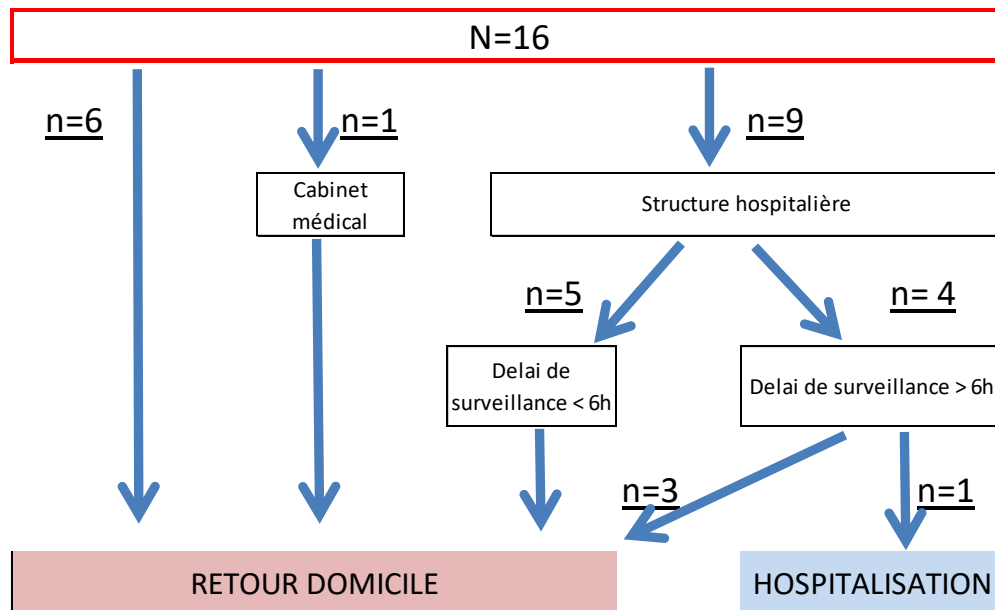 N=16
n=6
n=1
n=9
Cabinet
médical
Structure hospitalière
n=5
n= 4
Delai de
surveillance < 6h
Delai de surveillance > 6h
n=3
n=1
RETOUR DOMICILE
HOSPITALISATION